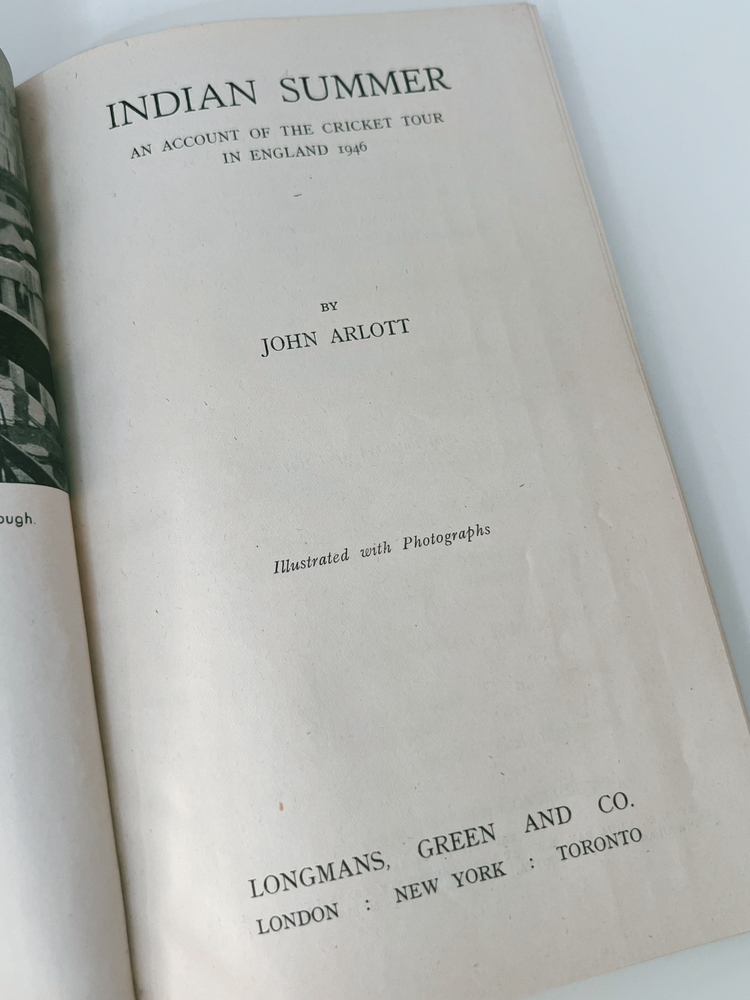 INDIAN SUMMER
AN ACCOUNT OF THE CRICKET TOUR
IN ENGLAND 1946
BY
JOHN ARLOTT
Illustrated with Photographs
LONGMANS, GREEN AND CO.
LONDON : NEW YORK : TORONTO